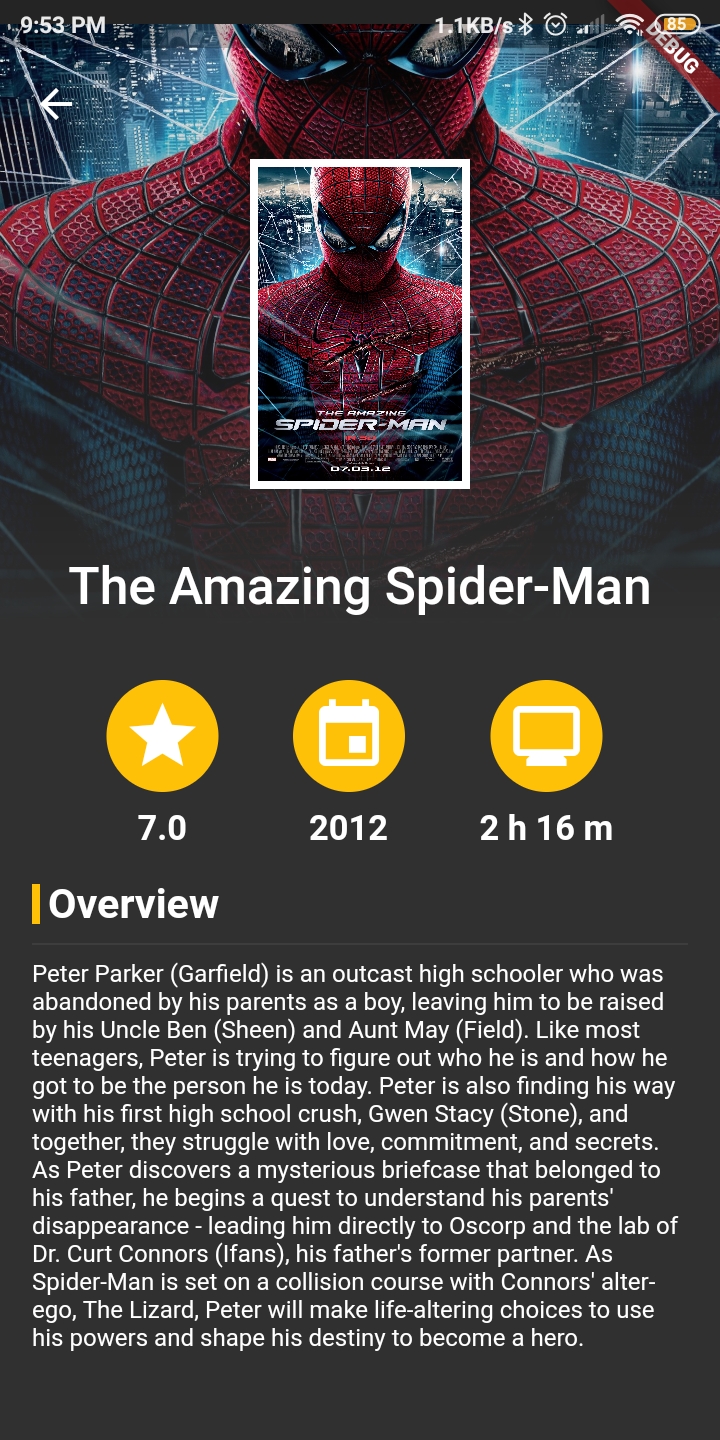 9:53 PM
1.1KB/s
85
DEBUG
THE AMAZING
SPIDER-MAN
07.03.12
The Amazing Spider-Man
7.0
2012
2 h 16 m
Overview
Peter Parker (Garfield) is an outcast high schooler who was
abandoned by his parents as a boy, leaving him to be raised
by his Uncle Ben (Sheen) and Aunt May (Field). Like most
teenagers, Peter is trying to figure out who he is and how he
got to be the person he is today. Peter is also finding his way
with his first high school crush, Gwen Stacy (Stone), and
together, they struggle with love, commitment, and secrets.
As Peter discovers a mysterious briefcase that belonged to
his father, he begins a quest to understand his parents'
disappearance - leading him directly to Oscorp and the lab of
Dr. Curt Connors (Ifans), his father's former partner. As
Spider-Man is set on a collision course with Connors' alter-
ego, The Lizard, Peter will make life-altering choices to use
his powers and shape his destiny to become a hero.